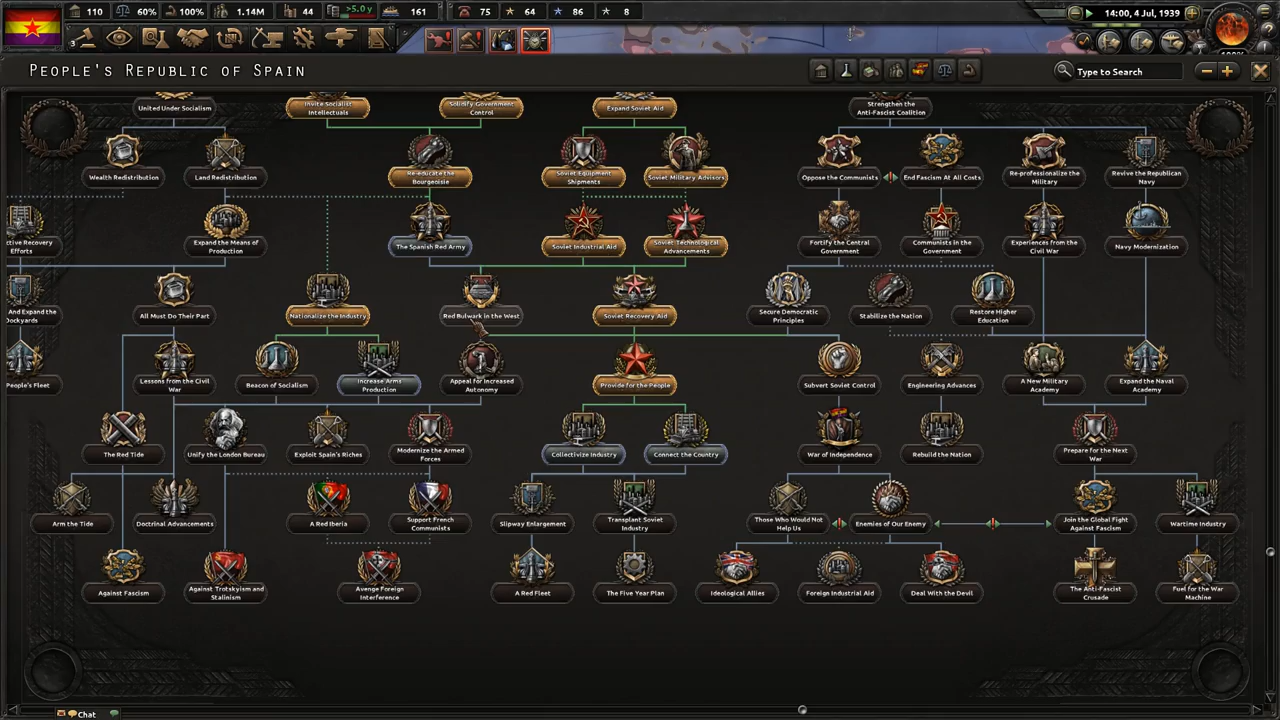 110 60% 100% 1.14M 44 >5.0 y 161 75 64 86 8
14:00, 4 Jul, 1939
100%
3
People's Republic of Spain
Type to Search
United Under Socialism
Invite Socialist
Intellectuals
Solidify Government
Control
Expand Soviet Aid
Strengthen the
Anti-Fascist Coalition
Wealth Redistribution
Land Redistribution
Re-educate the
Bourgeoisie
Soviet Equipment
Shipments
Soviet Military Advisors
Oppose the Communists
End Fascism At All Costs
Re-professionalize the
Military
Revive the Republican
Navy
ctive Recovery
Efforts
Expand the Means of
Production
The Spanish Red Army
Soviet Industrial Aid
Soviet Technological
Advancements
Fortify the Central
Government
Communists in the
Government
Experiences from the
Civil War
Navy Modernization
And Expand the
Dockyards
All Must Do Their Part
Nationalize the Industry
Red Bulwark in the West
Soviet Recovery Aid
Secure Democratic
Principles
Stabilize the Nation
Restore Higher
Education
People's Fleet
Lessons from the Civil
War
Beacon of Socialism
Increase Arms
Production
Appeal for Increased
Autonomy
Provide for the People
Subvert Soviet Control
Engineering Advances
A New Military
Academy
Expand the Naval
Academy
The Red Tide
Unify the London Bureau
Exploit Spain's Riches
Modernize the Armed
Forces
Collectivize Industry
Connect the Country
War of Independence
Rebuild the Nation
Prepare for the Next
War
Arm the Tide
Doctrinal Advancements
A Red Iberia
Support French
Communists
Slipway Enlargement
Transplant Soviet
Industry
Those Who Would Not
Help Us
Enemies of Our Enemy
Join the Global Fight
Against Fascism
Wartime Industry
Against Fascism
Against Trotskyism and
Stalinism
Avenge Foreign
Interference
A Red Fleet
The Five Year Plan
Ideological Allies
Foreign Industrial Aid
Deal With the Devil
The Anti-Fascist
Crusade
Fuel for the War
Machine
Chat